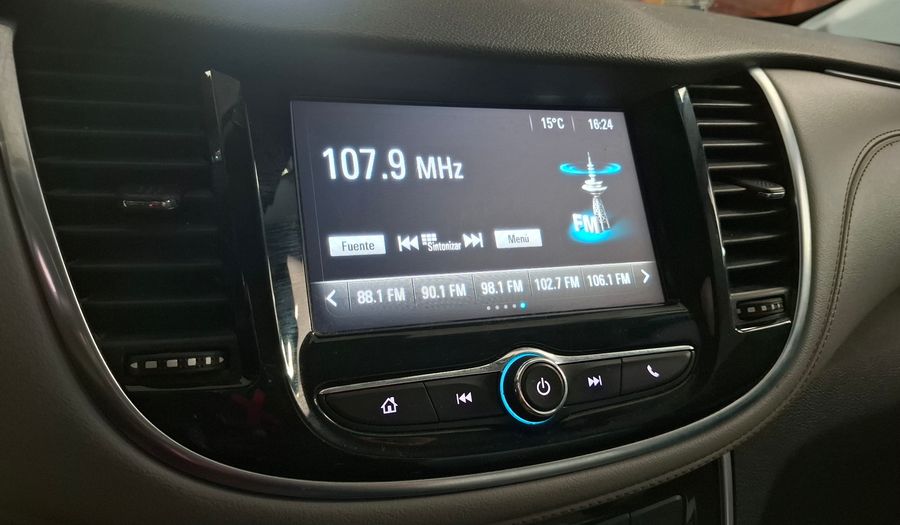 15°C 16:24
107.9 MHz
FM
Fuente Sintonizar Menú
88.1 FM 90.1 FM 98.1 FM 102.7 FM 106.1 FM